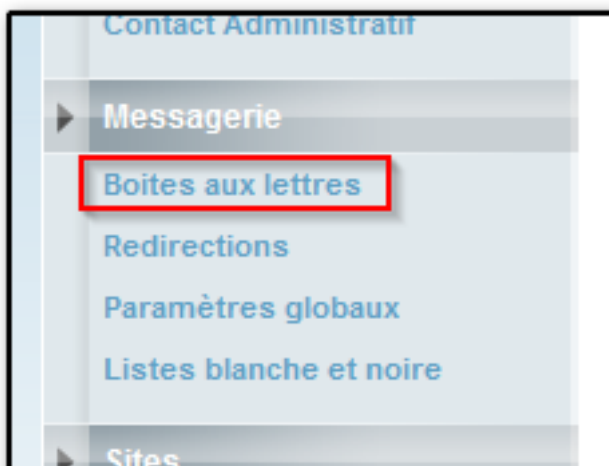 Contact Administratif
Messagerie
Boites aux lettres
Redirections
Paramètres globaux
Listes blanche et noire
Sites